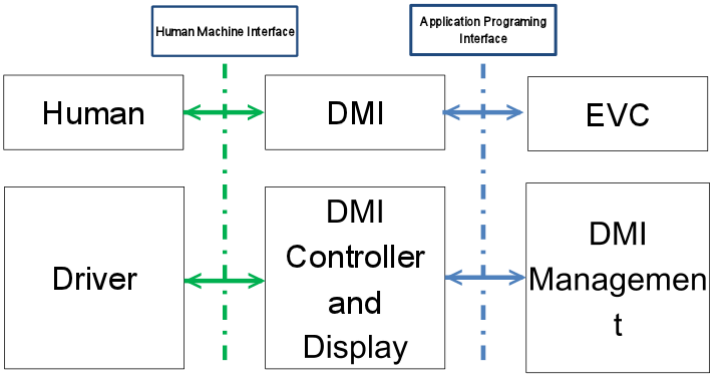 Human Machine Interface
Application Programing
Interface
Human
DMI
EVC
Driver
DMI
Controller
and
Display
DMI
Managemen
t